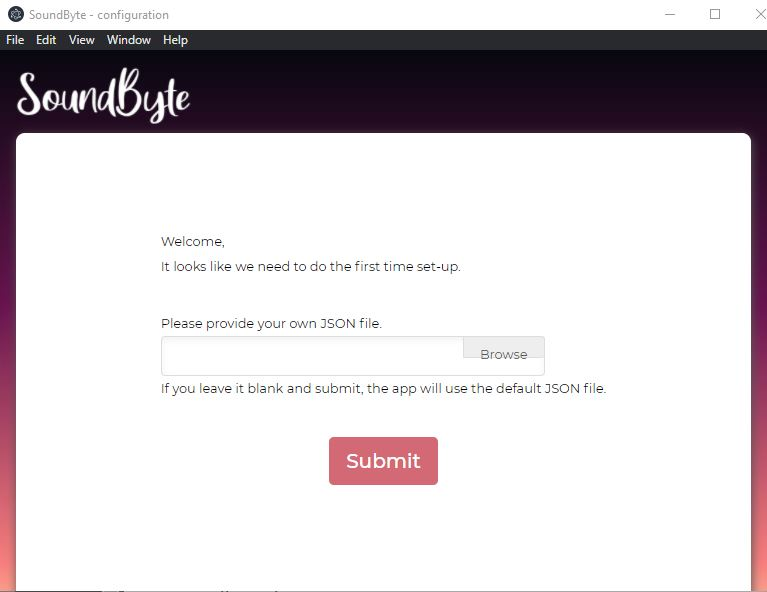 SoundByte - configuration
File Edit View Window Help
SoundByte
Welcome,
It looks like we need to do the first time set-up.
Please provide your own JSON file.
Browse
If you leave it blank and submit, the app will use the default JSON file.
Submit